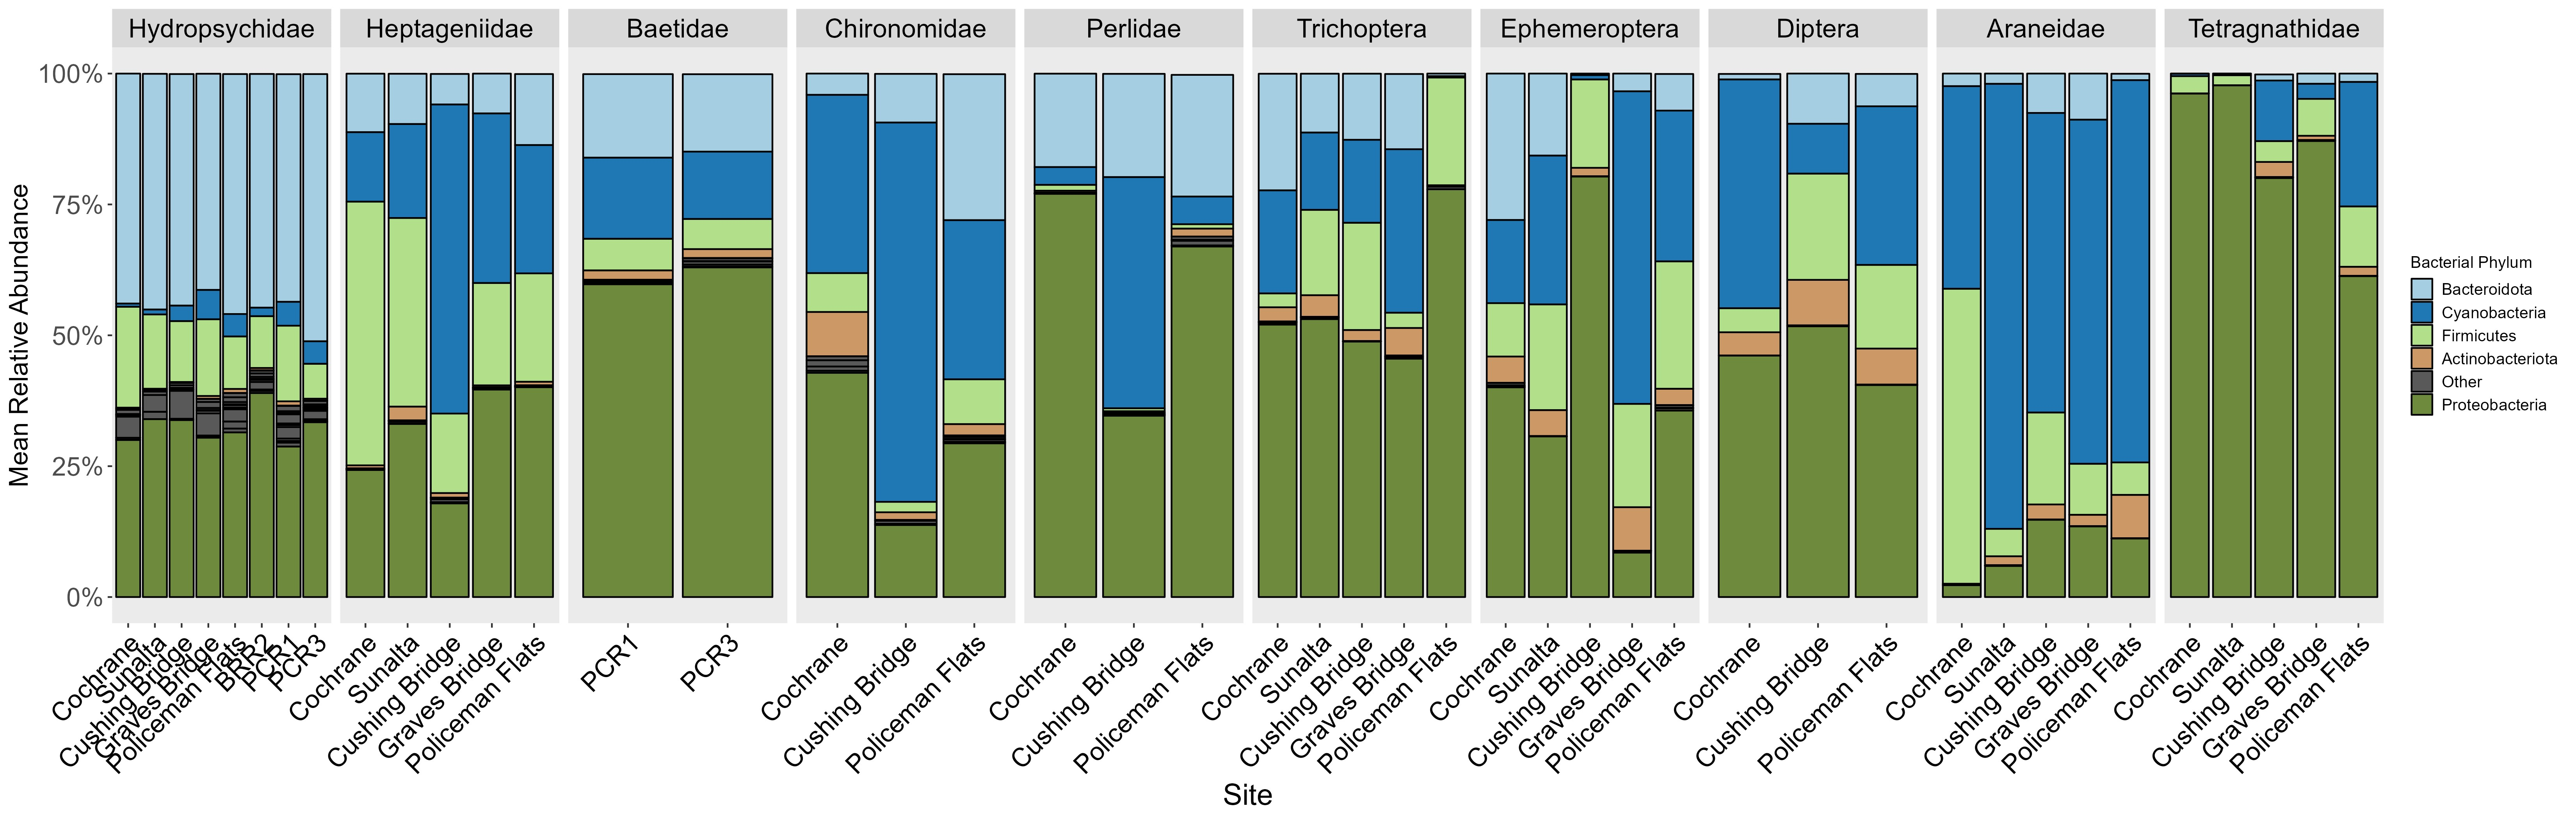 Hydropsychidae Heptageniidae Baetidae Chironomidae Perlidae Trichoptera Ephemeroptera Diptera Araneidae Tetragnathidae
100%
75%
50%
25%
0%
Mean Relative Abundance
Bacterial Phylum
Bacteroidota
Cyanobacteria
Firmicutes
Actinobacteriota
Other
Proteobacteria
Cochrane Sunalta Cushing Bridge Graves Bridge Policeman Flats BRR2 PCR1 PCR3
Cochrane Sunalta Cushing Bridge Graves Bridge Policeman Flats
PCR1 PCR3
Cochrane Cushing Bridge Policeman Flats
Cochrane Cushing Bridge Policeman Flats
Cochrane Sunalta Cushing Bridge Graves Bridge Policeman Flats
Cochrane Sunalta Cushing Bridge Graves Bridge Policeman Flats
Cochrane Cushing Bridge Policeman Flats
Cochrane Sunalta Cushing Bridge Graves Bridge Policeman Flats
Cochrane Sunalta Cushing Bridge Graves Bridge Policeman Flats
Site